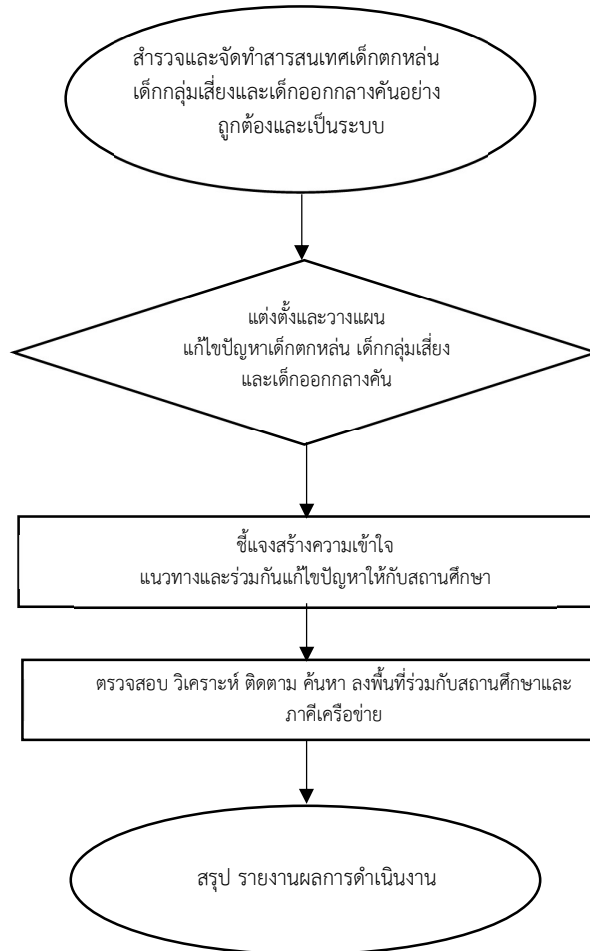 สำรวจและจัดทำสารสนเทศเด็กตกหล่น
เด็กกลุ่มเสี่ยงและเด็กออกกลางคันอย่าง
ถูกต้องและเป็นระบบ
แต่งตั้งและวางแผน
แก้ไขปัญหาเด็กตกหล่น เด็กกลุ่มเสี่ยง
และเด็กออกกลางคัน
ชี้แจงสร้างความเข้าใจ
แนวทางและร่วมกันแก้ไขปัญหาให้กับสถานศึกษา
ตรวจสอบ วิเคราะห์ ติดตาม ค้นหา ลงพื้นที่ร่วมกับสถานศึกษาและ
ภาคีเครือข่าย
สรุป รายงานผลการดำเนินงาน